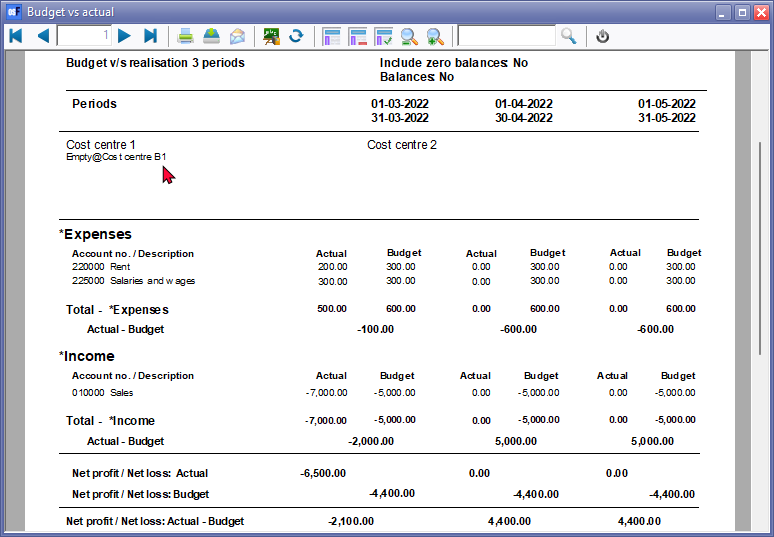 Budget vs actual
1
Budget v/s realisation 3 periods Include zero balances: No
Balances: No
Periods 01-03-2022 01-04-2022 01-05-2022
31-03-2022 30-04-2022 31-05-2022
Cost centre 1 Cost centre 2
Empty@Cost centre B1
*Expenses
Account no. / Description Actual Budget Actual Budget Actual Budget
220000 Rent 200.00 300.00 0.00 300.00 0.00 300.00
225000 Salaries and wages 300.00 300.00 0.00 300.00 0.00 300.00
Total - *Expenses 500.00 600.00 0.00 600.00 0.00 600.00
Actual - Budget -100.00 -600.00 -600.00
*Income
Account no. / Description Actual Budget Actual Budget Actual Budget
010000 Sales -7,000.00 -5,000.00 0.00 -5,000.00 0.00 -5,000.00
Total - *Income -7,000.00 -5,000.00 0.00 -5,000.00 0.00 -5,000.00
Actual - Budget -2,000.00 5,000.00 5,000.00
Net profit / Net loss: Actual -6,500.00 0.00 0.00
Net profit / Net loss: Budget -4,400.00 -4,400.00 -4,400.00
Net profit / Net loss: Actual - Budget -2,100.00 4,400.00 4,400.00